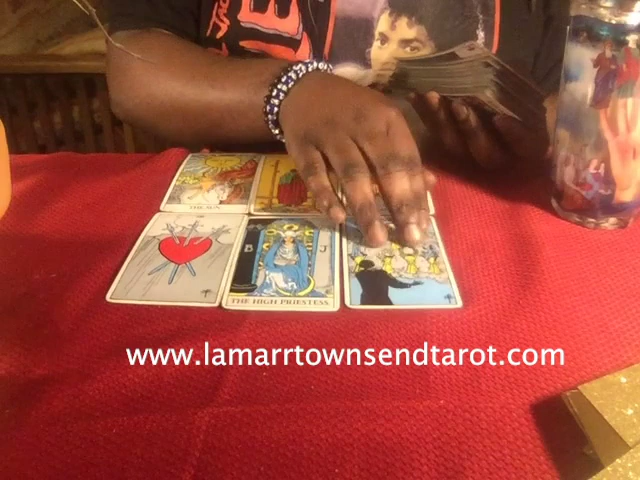 THE SUN
B J
THE HIGH PRIESTESS
www.lamarrtownsendtarot.com